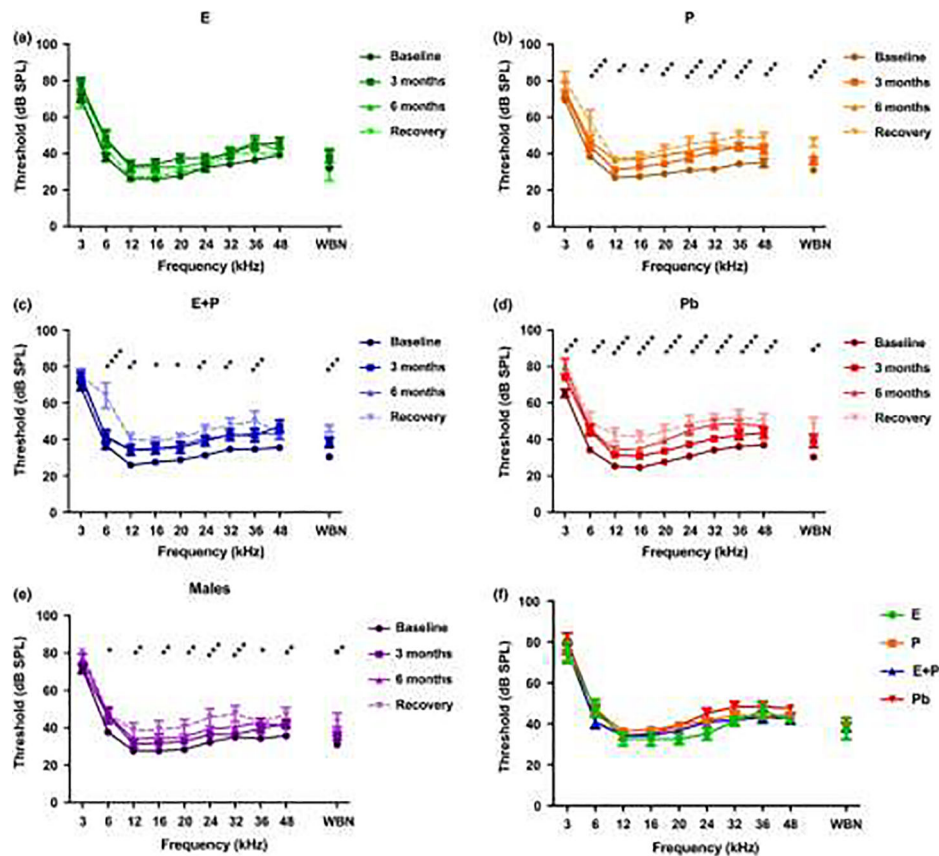 E
(a)
100
80
60
40
20
0
Threshold (dB SPL)
3 6 12 16 20 24 32 36 48 WBN
Frequency (kHz)
Baseline
3 months
6 months
Recovery
P
(b)
100
80
60
40
20
0
Threshold (dB SPL)
3 6 12 16 20 24 32 36 48 WBN
Frequency (kHz)
Baseline
3 months
6 months
Recovery
E+P
(c)
100
80
60
40
20
0
Threshold (dB SPL)
3 6 12 16 20 24 32 36 48 WBN
Frequency (kHz)
Baseline
3 months
6 months
Recovery
Pb
(d)
100
80
60
40
20
0
Threshold (dB SPL)
3 6 12 16 20 24 32 36 48 WBN
Frequency (kHz)
Baseline
3 months
6 months
Recovery
Males
(e)
100
80
60
40
20
0
Threshold (dB SPL)
3 6 12 16 20 24 32 36 48 WBN
Frequency (kHz)
Baseline
3 months
6 months
Recovery
(f)
100
80
60
40
20
0
Threshold (dB SPL)
3 6 12 16 20 24 32 36 48 WBN
Frequency (kHz)
E
P
E+P
Pb